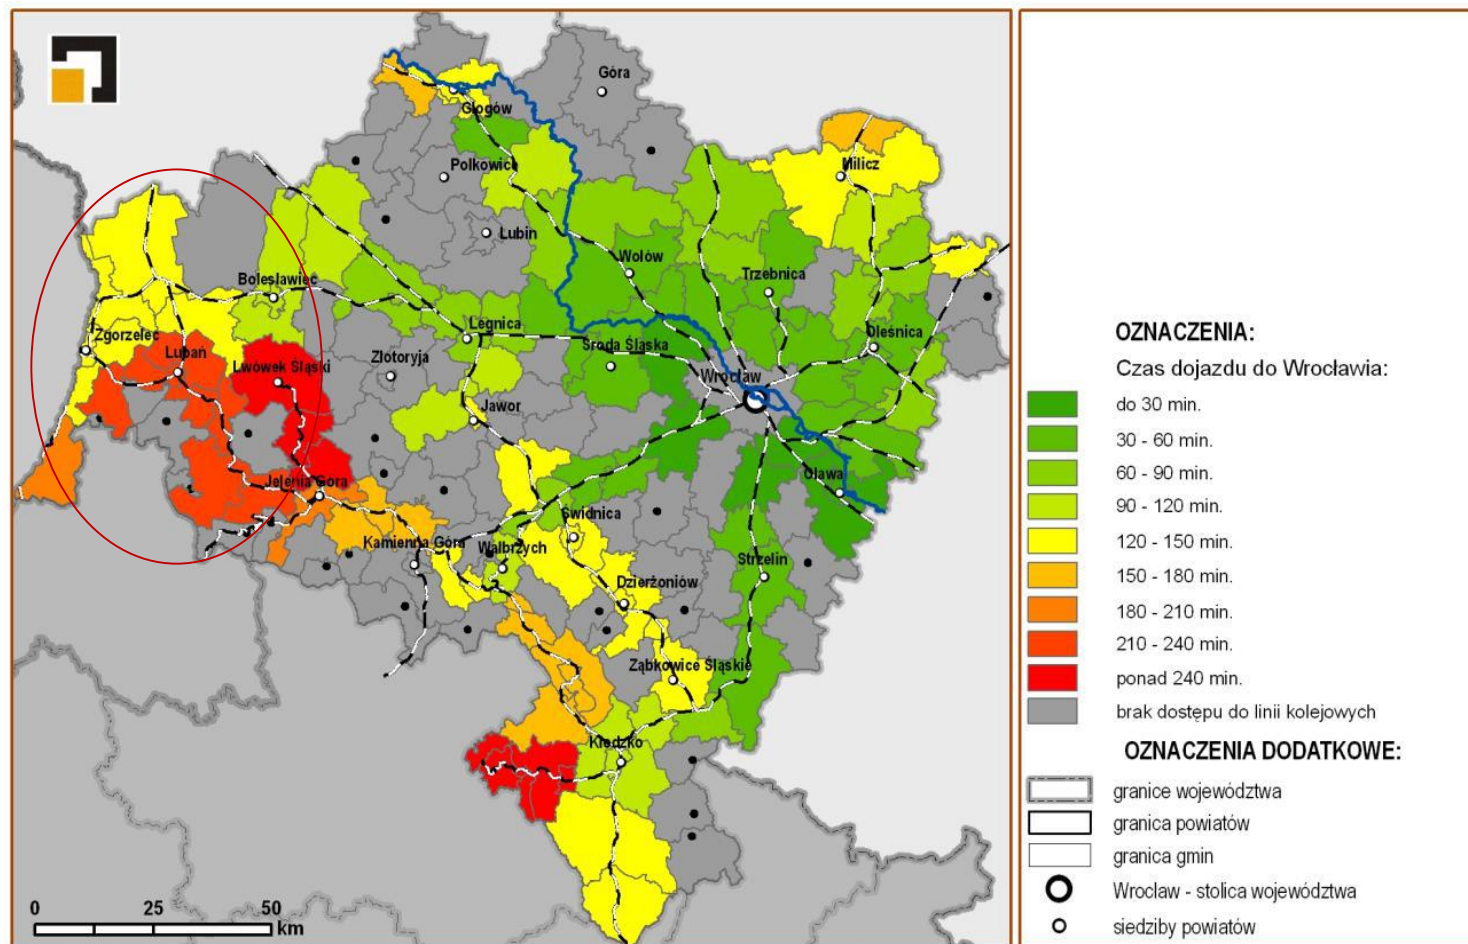 Góra
Głogów
Milicz
Polkowice
Lubin
Wołów
Trzebnica
Bolesławiec
Legnica
Oleśnica
Zgorzelec
Lubań
Lwówek Śląski
Złotoryja
Środa Śląska
Wrocław
Jawor
Oława
Jelenia Góra
Świdnica
Kamienna Góra
Wałbrzych
Strzelin
Dzierżoniów
Ząbkowice Śląskie
Kłodzko
0 25 50
km
OZNACZENIA:
Czas dojazdu do Wrocławia:
do 30 min.
30 - 60 min.
60 - 90 min.
90 - 120 min.
120 - 150 min.
150 - 180 min.
180 - 210 min.
210 - 240 min.
ponad 240 min.
brak dostępu do linii kolejowych
OZNACZENIA DODATKOWE:
granice województwa
granica powiatów
granica gmin
Wrocław - stolica województwa
siedziby powiatów